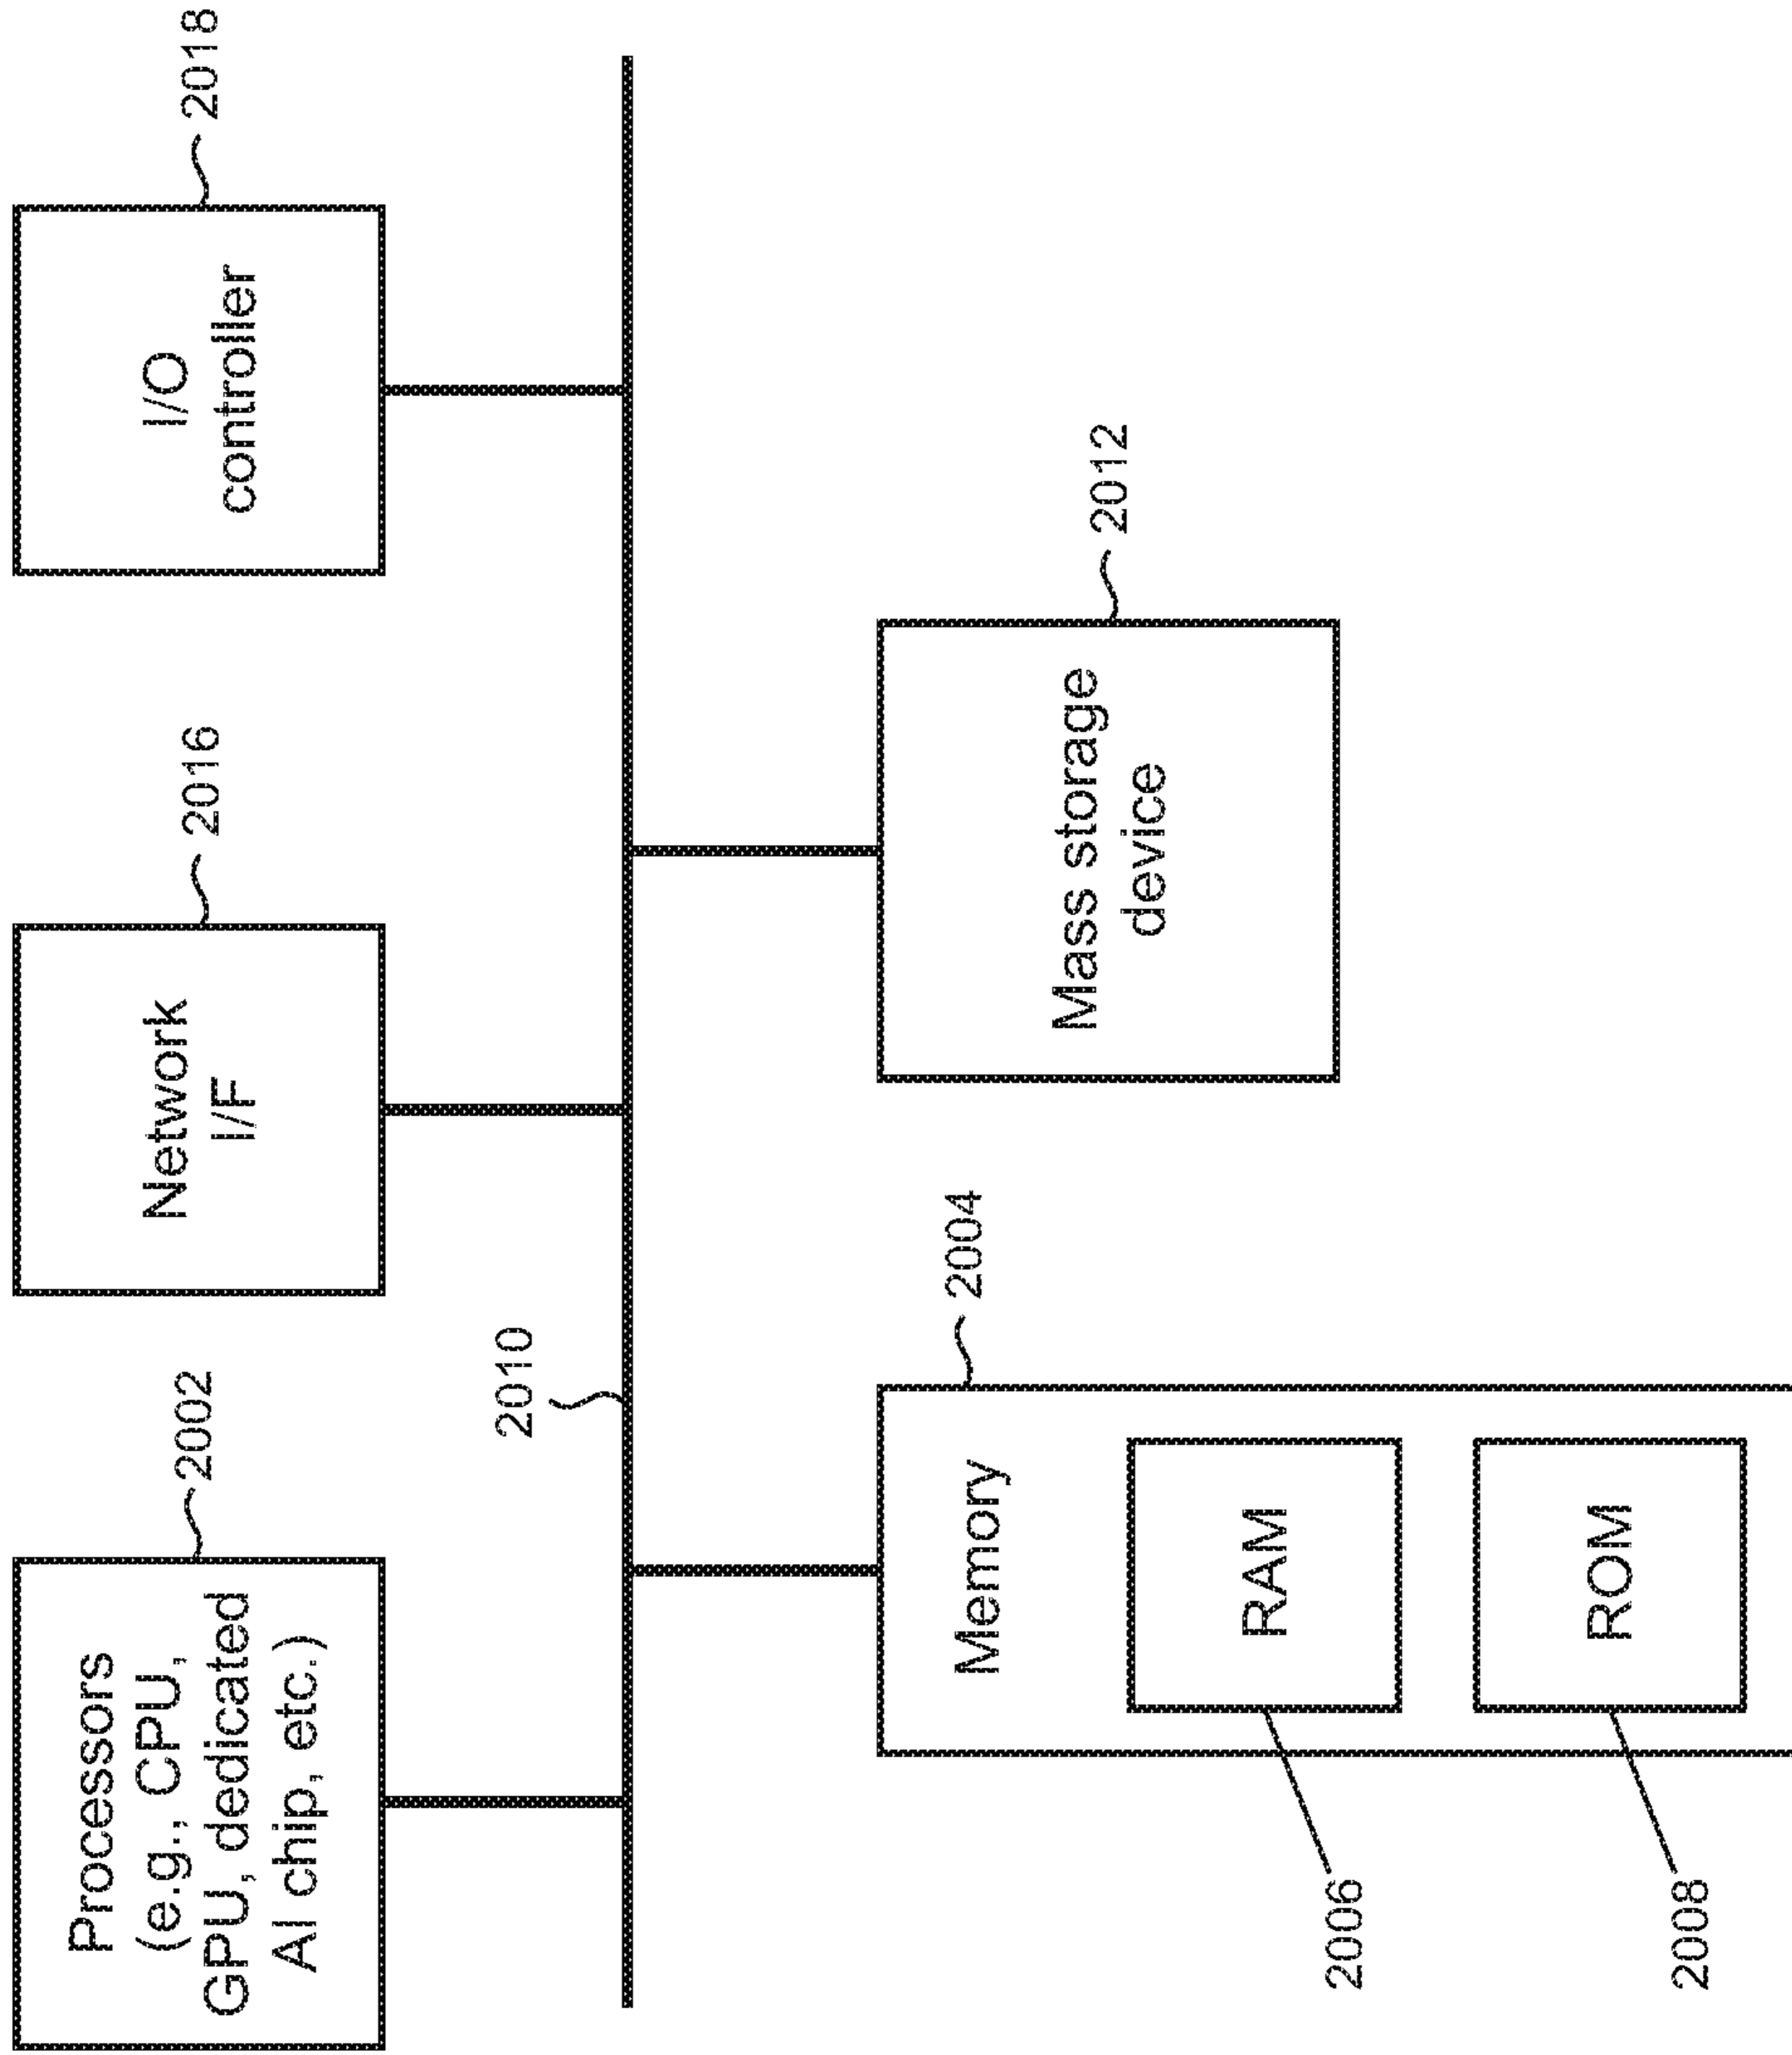 Processors
(e.g., CPU,
GPU, dedicated
AI chip, etc.)
2002
Network
I/F
2016
I/O
controller
2018
2010
Memory
2004
RAM
2006
ROM
2008
Mass storage
device
2012